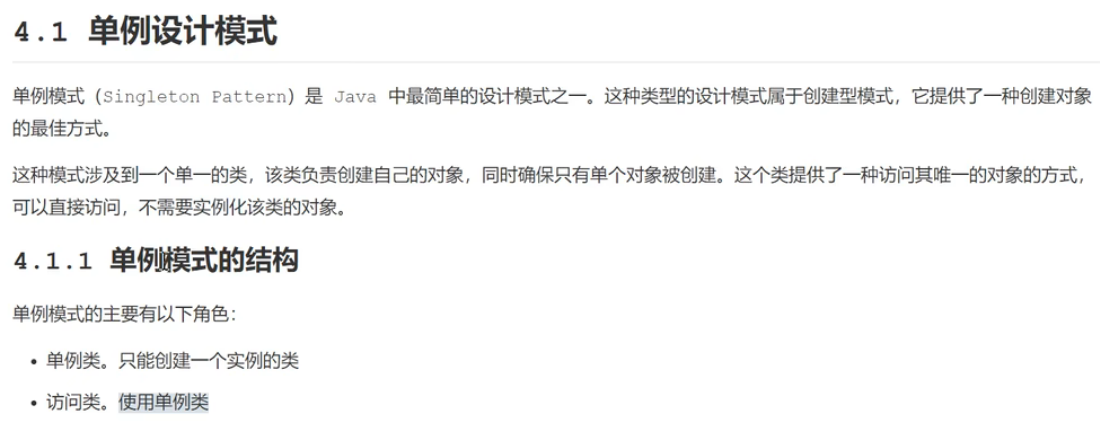 4.1 单例设计模式
单例模式（Singleton Pattern）是 Java 中最简单的设计模式之一。这种类型的设计模式属于创建型模式，它提供了一种创建对象
的最佳方式。
这种模式涉及到一个单一的类，该类负责创建自己的对象，同时确保只有单个对象被创建。这个类提供了一种访问其唯一的对象的方式，
可以直接访问，不需要实例化该类的对象。
4.1.1 单例模式的结构
单例模式的主要有以下角色：
• 单例类。只能创建一个实例的类
• 访问类。使用单例类